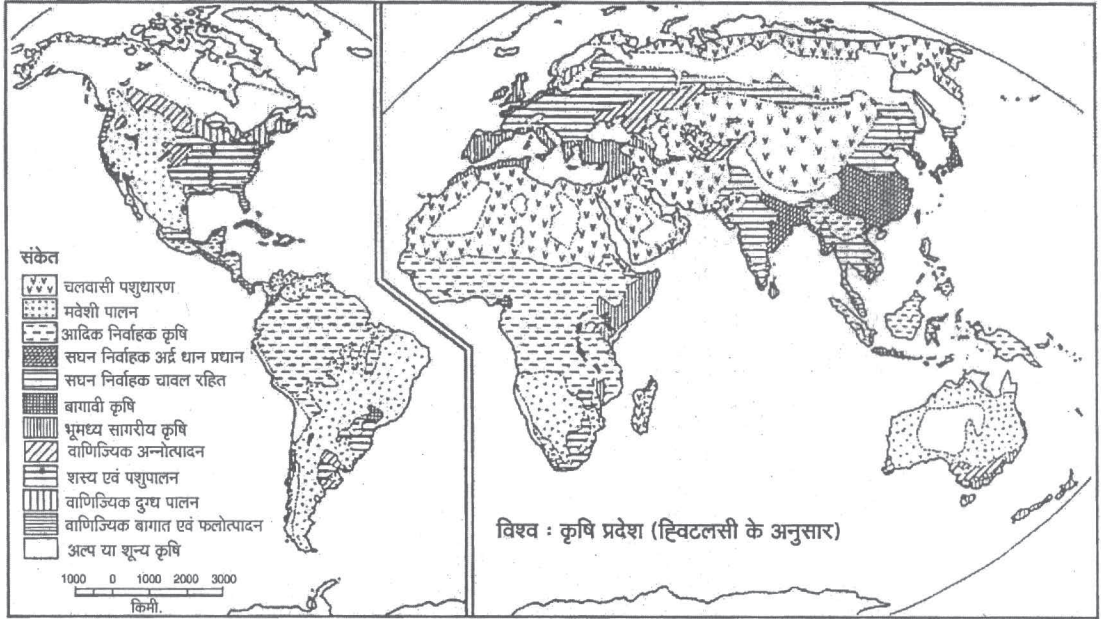 संकेत
चलवासी पशुधारण
मवेशी पालन
आदिक निर्वाहक कृषि
सघन निर्वाहक अर्द्र धान प्रधान
सघन निर्वाहक चावल रहित
बागावी कृषि
भूमध्य सागरीय कृषि
वाणिज्यिक अन्नोत्पादन
शस्य एवं पशुपालन
वाणिज्यिक दुग्ध पालन
वाणिज्यिक बागात एवं फलोत्पादन
अल्प या शून्य कृषि
1000 0 1000 2000 3000
किमी.
विश्व : कृषि प्रदेश (ह्विटलसी के अनुसार)